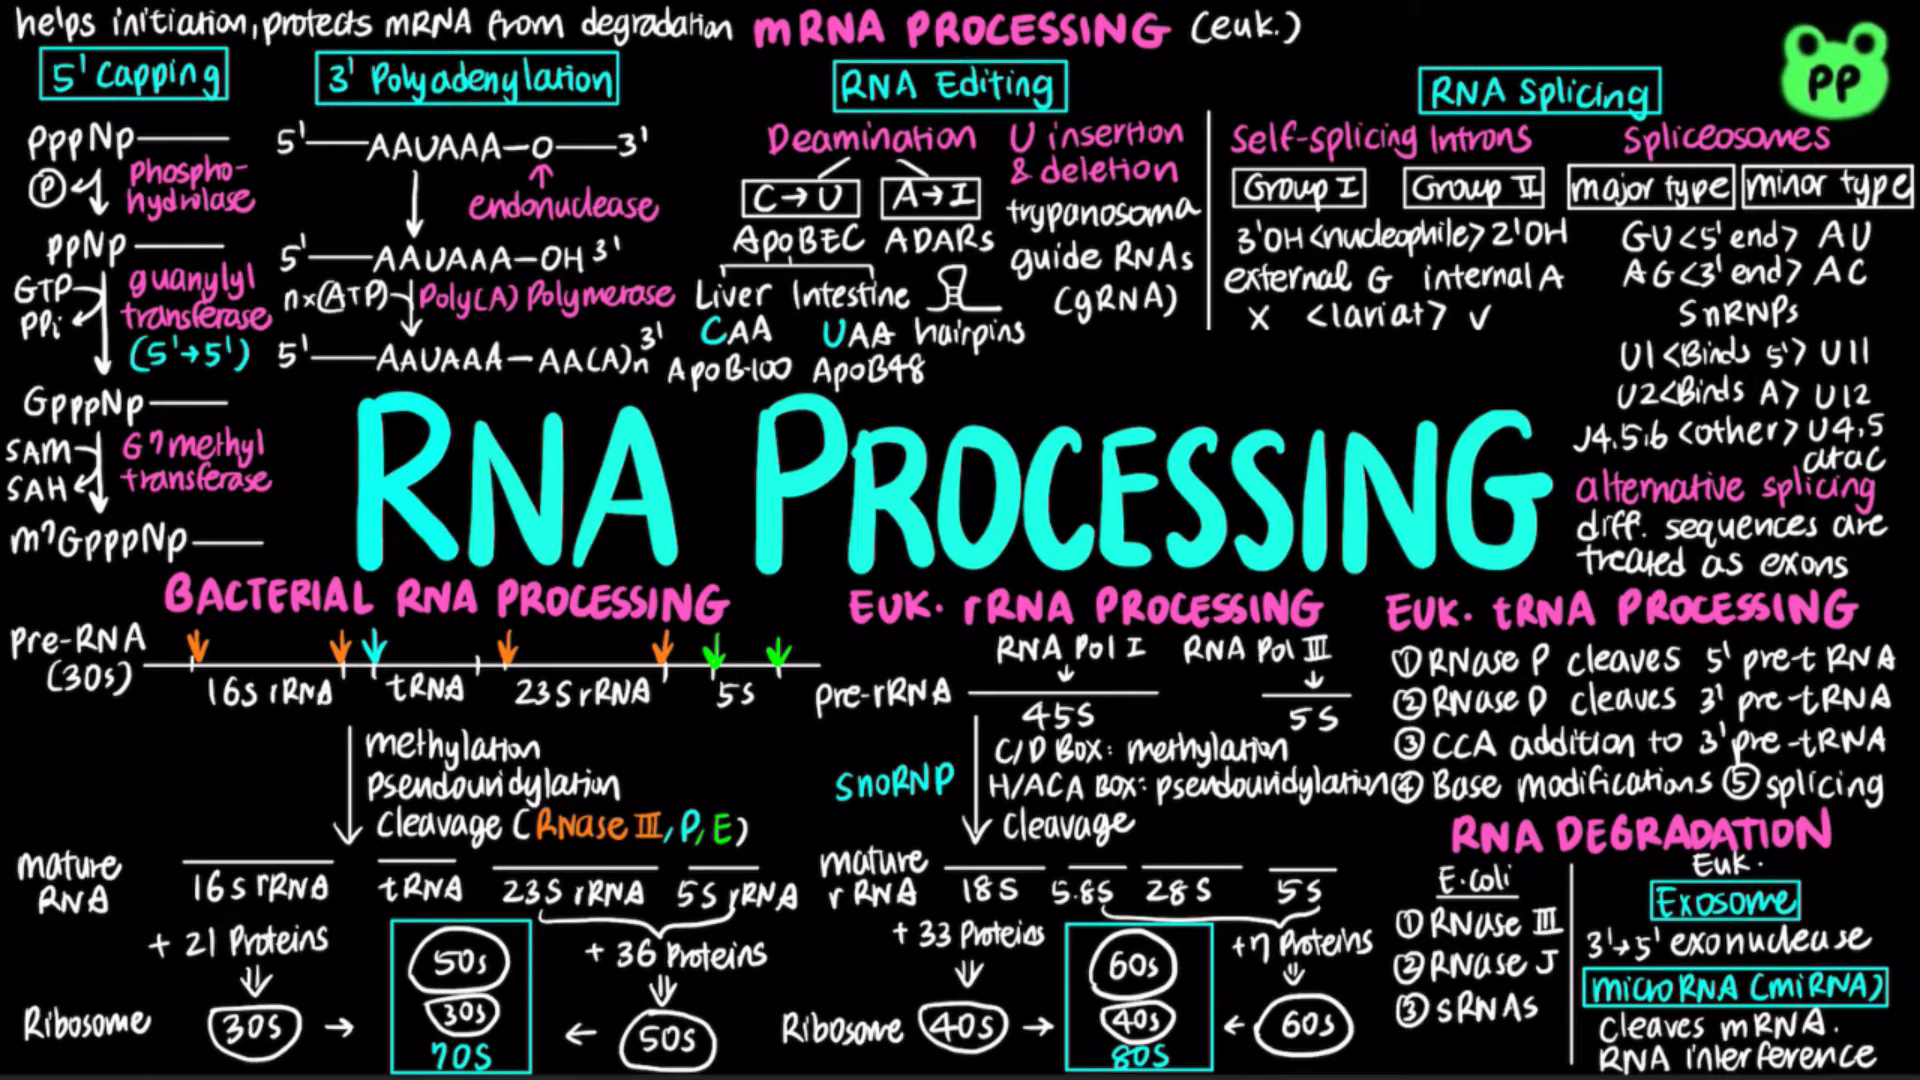 helps initiation, protects mRNA from degradation mRNA PROCESSING (euk.)
PP
5' Capping
pppNp
P
Phospho-
hydrolase
ppNp
GTP
PPi
guanylyl
transferase
(5'→5')
GpppNp
SAM
SAH
G7 methyl
transferase
m7GpppNp
3' Polyadenylation
5' AAUAAA-O 3'
endonuclease
5' AAUAAA-OH 3'
n×(ATP) Poly(A) Polymerase
5' AAUAAA-AA(A)n 3'
RNA Editing
Deamination
C→U
A→I
ApoBEC
ADARs
Liver
Intestine
CAA
UAA
hairpins
ApoB-100
ApoB48
U insertion
& deletion
trypanosoma
guide RNAs
(gRNA)
RNA Splicing
Self-splicing Introns
Group I
Group II
3'OH <nucleophile> 2'OH
external G internal A
X <lariat> ✓
Spliceosomes
major type
minor type
GU <5' end> AU
AG <3' end> AC
SnRNPs
U1 <Binds 5'> U11
U2 <Binds A> U12
U4,5,6 <other> U4,5
atac
alternative splicing
diff. sequences are
treated as exons
RNA PROCESSING
BACTERIAL RNA PROCESSING
Pre-RNA
(30s)
16S rRNA
tRNA
23S rRNA
5S
methylation
pseudouridylation
cleavage (RNase III, P, E)
mature
RNA
16S rRNA
tRNA
23S rRNA
5S rRNA
+ 21 Proteins
+ 36 Proteins
Ribosome
30S
→
50s
30s
70S
←
50S
EUK. rRNA PROCESSING
RNA Pol I
RNA Pol III
pre-rRNA
45S
5S
SnoRNP
C/D Box: methylation
H/ACA Box: pseudouridylation
cleavage
mature
rRNA
18S
5.8S
28S
5S
+ 33 Proteins
+7 Proteins
Ribosome
40S
→
60s
40s
80S
←
60S
EUK. tRNA PROCESSING
① RNase P cleaves 5' pre-tRNA
② RNase D cleaves 3' pre-tRNA
③ CCA addition to 3' pre-tRNA
④ Base modifications ⑤ splicing
RNA DEGRADATION
E.coli
① RNase III
② RNase J
③ sRNAs
Euk.
Exosome
3'→5' exonuclease
micro RNA (miRNA)
cleaves mRNA.
RNA interference